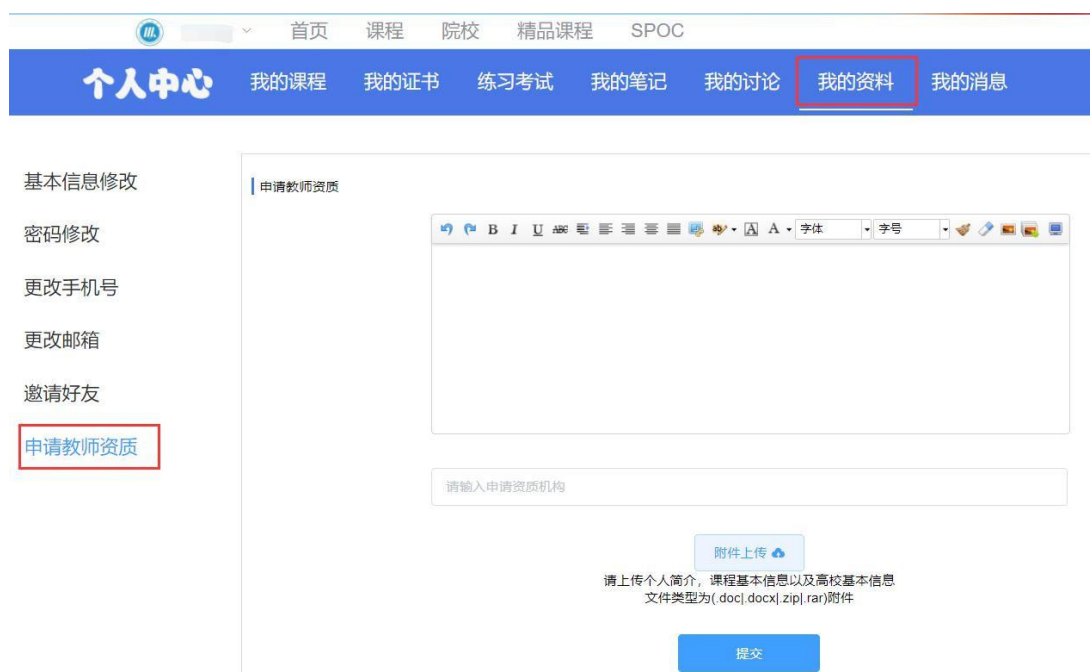 首页 课程 院校 精品课程 SPOC
个人中心 我的课程 我的证书 练习考试 我的笔记 我的讨论 我的资料 我的消息
基本信息修改
申请教师资质
B I U ABC ab A A 字体 字号
密码修改
更改手机号
更改邮箱
邀请好友
申请教师资质
请输入申请资质机构
附件上传
请上传个人简介，课程基本信息以及高校基本信息
文件类型为(.doc|.docx|.zip|.rar)附件
提交